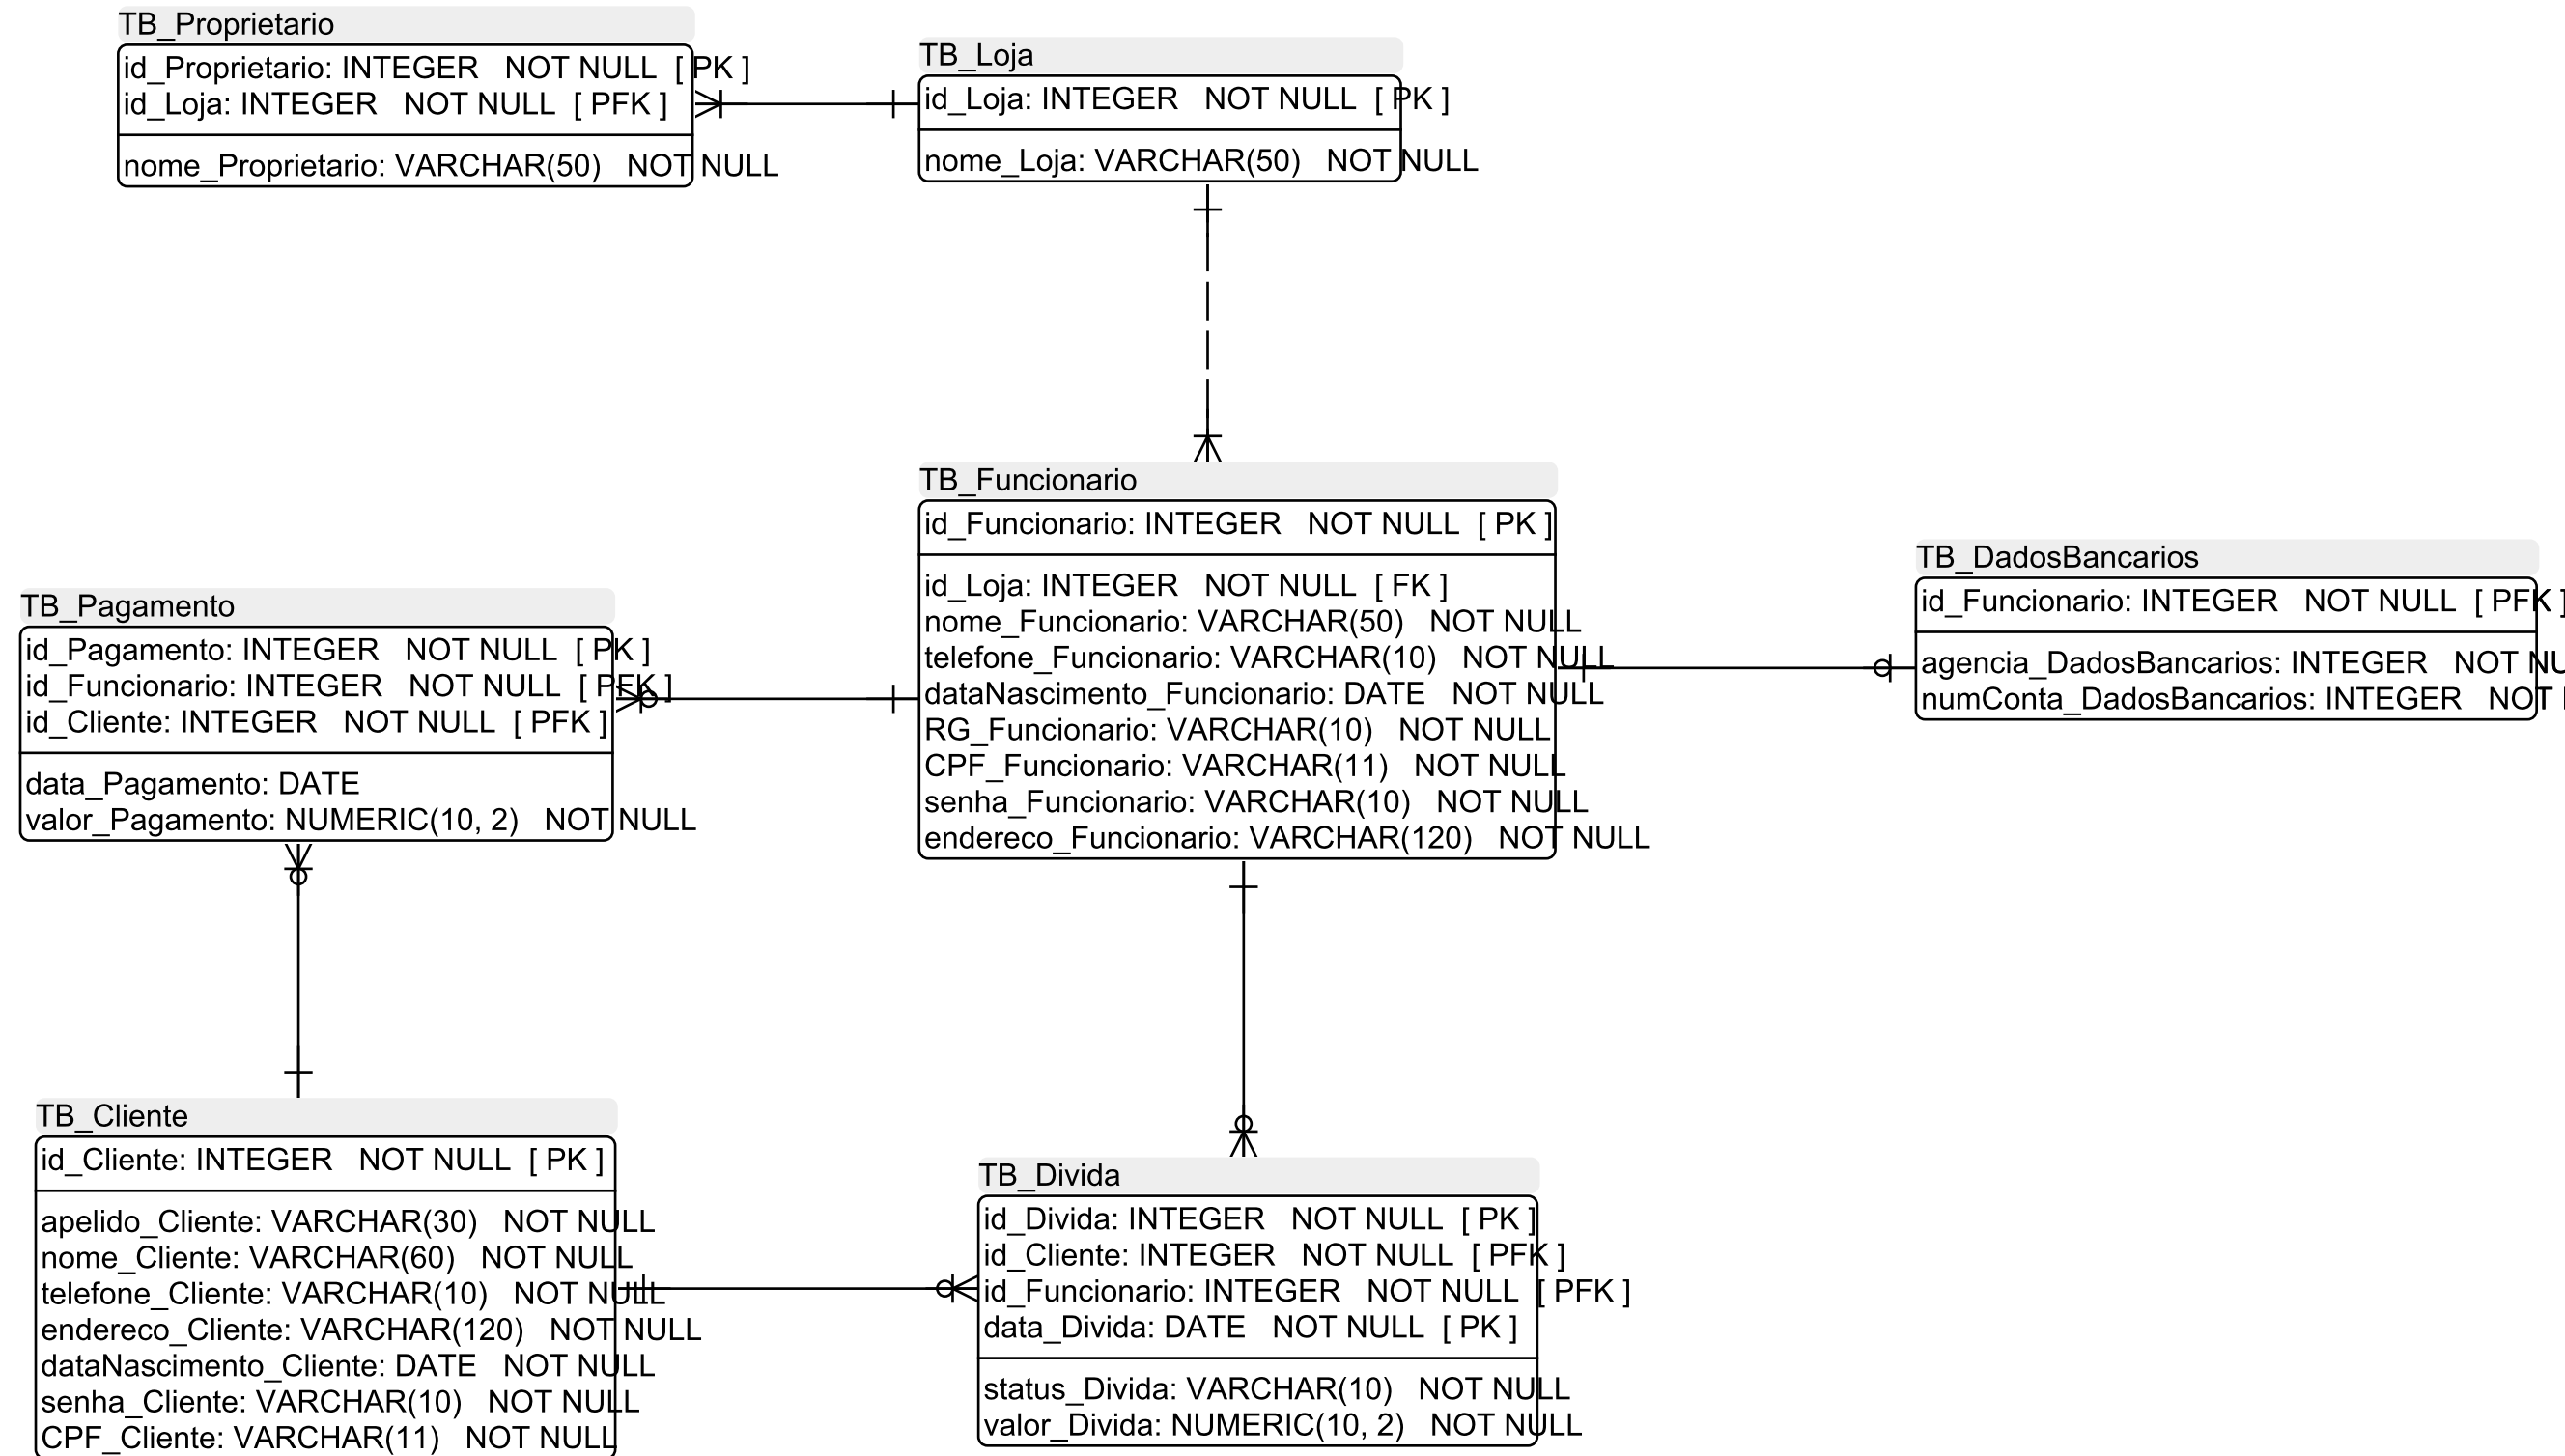 TB_Proprietario
id_Proprietario: INTEGER NOT NULL [ PK ]
id_Loja: INTEGER NOT NULL [ PFK ]
nome_Proprietario: VARCHAR(50) NOT NULL
TB_Loja
id_Loja: INTEGER NOT NULL [ PK ]
nome_Loja: VARCHAR(50) NOT NULL
TB_Funcionario
id_Funcionario: INTEGER NOT NULL [ PK ]
id_Loja: INTEGER NOT NULL [ FK ]
nome_Funcionario: VARCHAR(50) NOT NULL
telefone_Funcionario: VARCHAR(10) NOT NULL
dataNascimento_Funcionario: DATE NOT NULL
RG_Funcionario: VARCHAR(10) NOT NULL
CPF_Funcionario: VARCHAR(11) NOT NULL
senha_Funcionario: VARCHAR(10) NOT NULL
endereco_Funcionario: VARCHAR(120) NOT NULL
TB_DadosBancarios
id_Funcionario: INTEGER NOT NULL [ PFK ]
agencia_DadosBancarios: INTEGER NOT NU
numConta_DadosBancarios: INTEGER NOT
TB_Pagamento
id_Pagamento: INTEGER NOT NULL [ PK ]
id_Funcionario: INTEGER NOT NULL [ PFK ]
id_Cliente: INTEGER NOT NULL [ PFK ]
data_Pagamento: DATE
valor_Pagamento: NUMERIC(10, 2) NOT NULL
TB_Cliente
id_Cliente: INTEGER NOT NULL [ PK ]
apelido_Cliente: VARCHAR(30) NOT NULL
nome_Cliente: VARCHAR(60) NOT NULL
telefone_Cliente: VARCHAR(10) NOT NULL
endereco_Cliente: VARCHAR(120) NOT NULL
dataNascimento_Cliente: DATE NOT NULL
senha_Cliente: VARCHAR(10) NOT NULL
CPF_Cliente: VARCHAR(11) NOT NULL
TB_Divida
id_Divida: INTEGER NOT NULL [ PK ]
id_Cliente: INTEGER NOT NULL [ PFK ]
id_Funcionario: INTEGER NOT NULL [ PFK ]
data_Divida: DATE NOT NULL [ PK ]
status_Divida: VARCHAR(10) NOT NULL
valor_Divida: NUMERIC(10, 2) NOT NULL